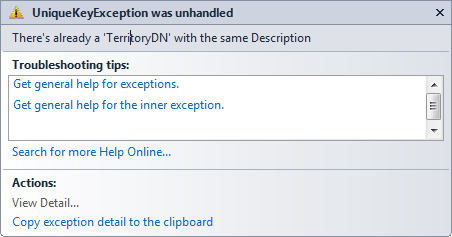 UniqueKeyException was unhandled
There's already a 'TerritoryDN' with the same Description
Troubleshooting tips:
Get general help for exceptions.
Get general help for the inner exception.
Search for more Help Online...
Actions:
View Detail...
Copy exception detail to the clipboard